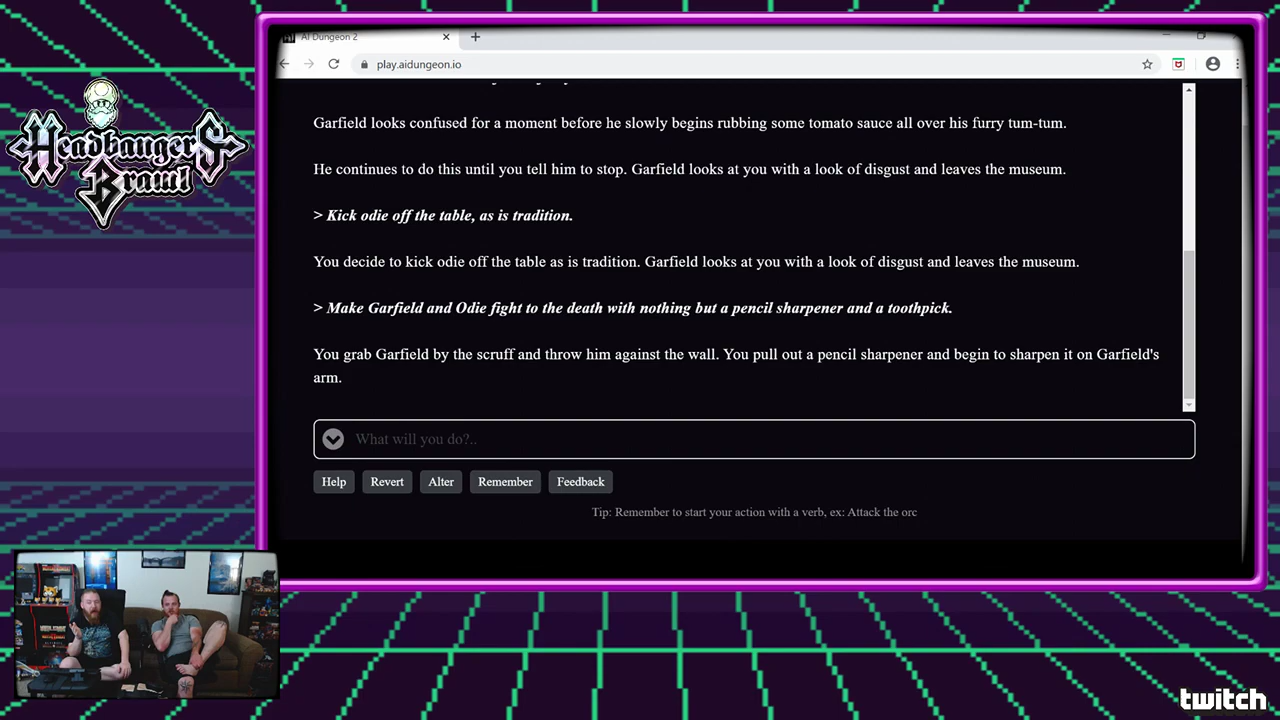 AI Dungeon 2
play.aidungeon.io
Headbangers
Brawl
Garfield looks confused for a moment before he slowly begins rubbing some tomato sauce all over his furry tum-tum.
He continues to do this until you tell him to stop. Garfield looks at you with a look of disgust and leaves the museum.
> Kick odie off the table, as is tradition.
You decide to kick odie off the table as is tradition. Garfield looks at you with a look of disgust and leaves the museum.
> Make Garfield and Odie fight to the death with nothing but a pencil sharpener and a toothpick.
You grab Garfield by the scruff and throw him against the wall. You pull out a pencil sharpener and begin to sharpen it on Garfield's
arm.
What will you do?..
Help Revert Alter Remember Feedback
Tip: Remember to start your action with a verb, ex: Attack the orc
twitch